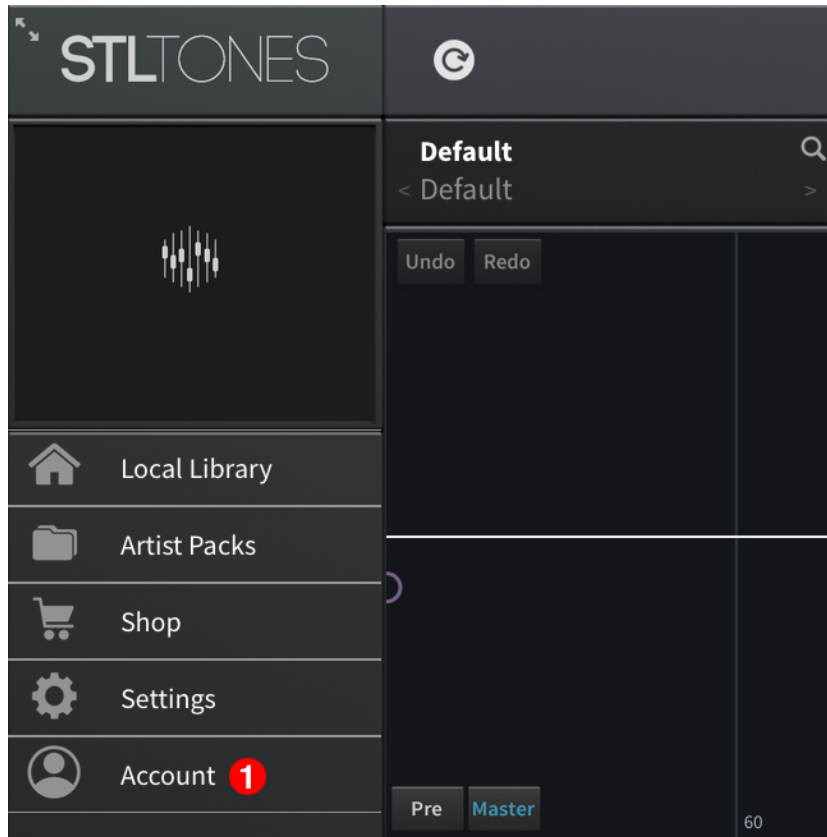 STLTONES
Default
< Default >
Undo Redo
Local Library
Artist Packs
Shop
Settings
Account 1
Pre Master
60